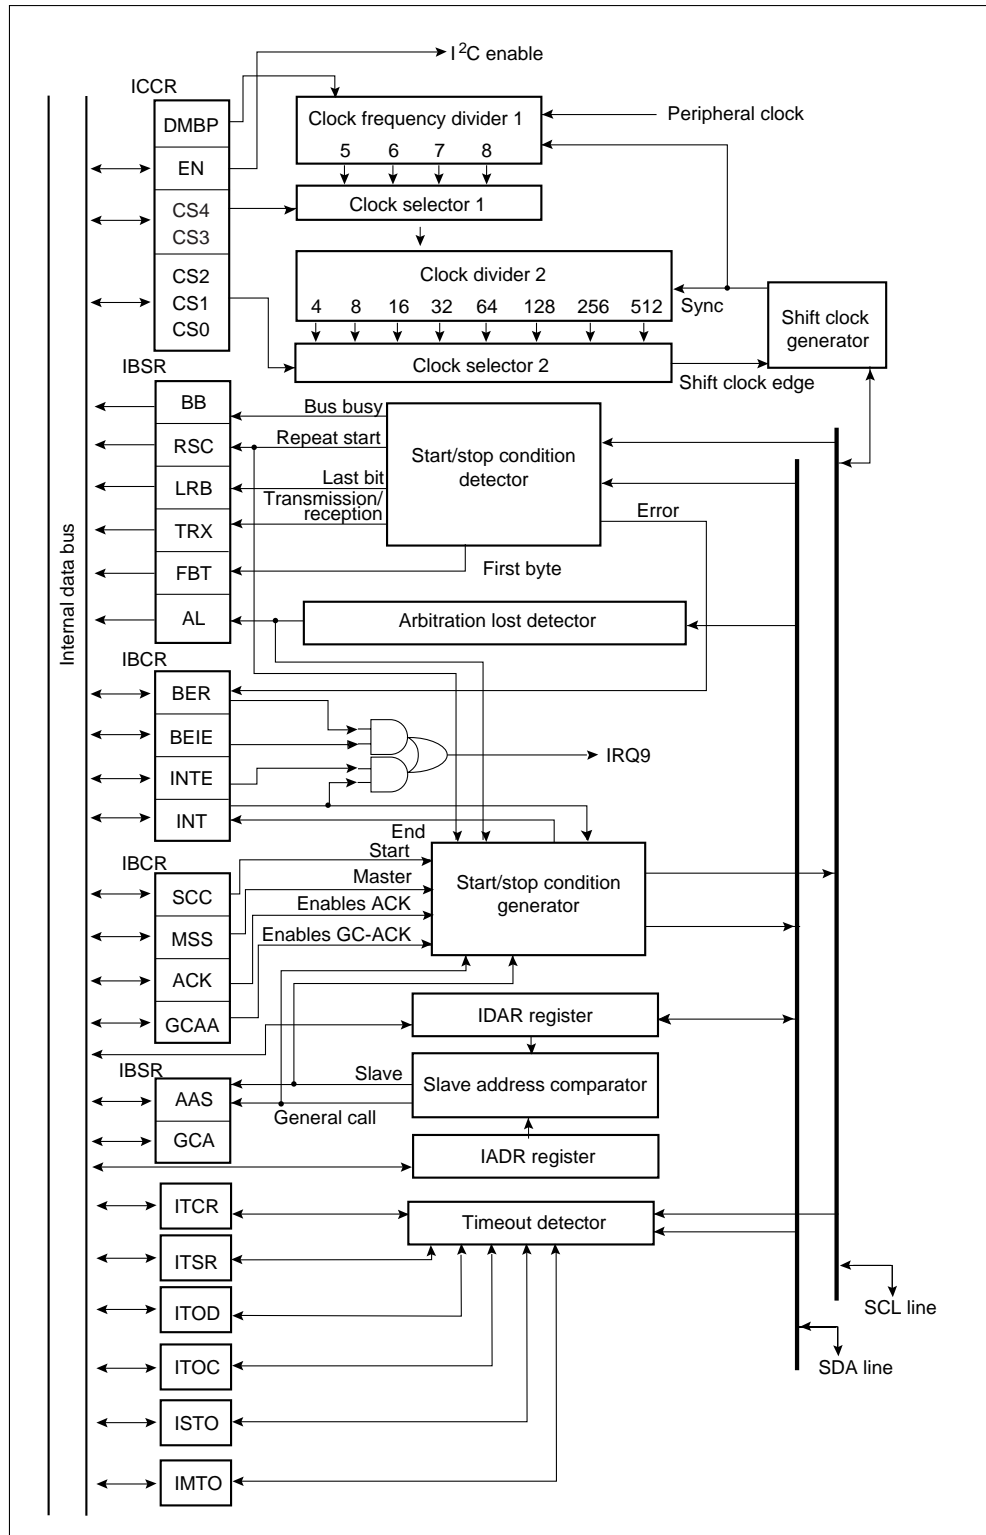 I²C enable
ICCR
DMBP
EN
CS4
CS3
CS2
CS1
CS0
Clock frequency divider 1
5 6 7 8
Peripheral clock
Clock selector 1
Clock divider 2
4 8 16 32 64 128 256 512
Sync
Shift clock
generator
Clock selector 2
Shift clock edge
IBSR
BB
RSC
LRB
TRX
FBT
AL
Bus busy
Repeat start
Last bit
Transmission/
reception
Start/stop condition
detector
Error
First byte
Internal data bus
Arbitration lost detector
IBCR
BER
BEIE
INTE
INT
IRQ9
End
IBCR
SCC
MSS
ACK
GCAA
Start
Master
Enables ACK
Enables GC-ACK
Start/stop condition
generator
IDAR register
IBSR
AAS
GCA
Slave
General call
Slave address comparator
IADR register
ITCR
Timeout detector
ITSR
ITOD
ITOC
ISTO
IMTO
SCL line
SDA line